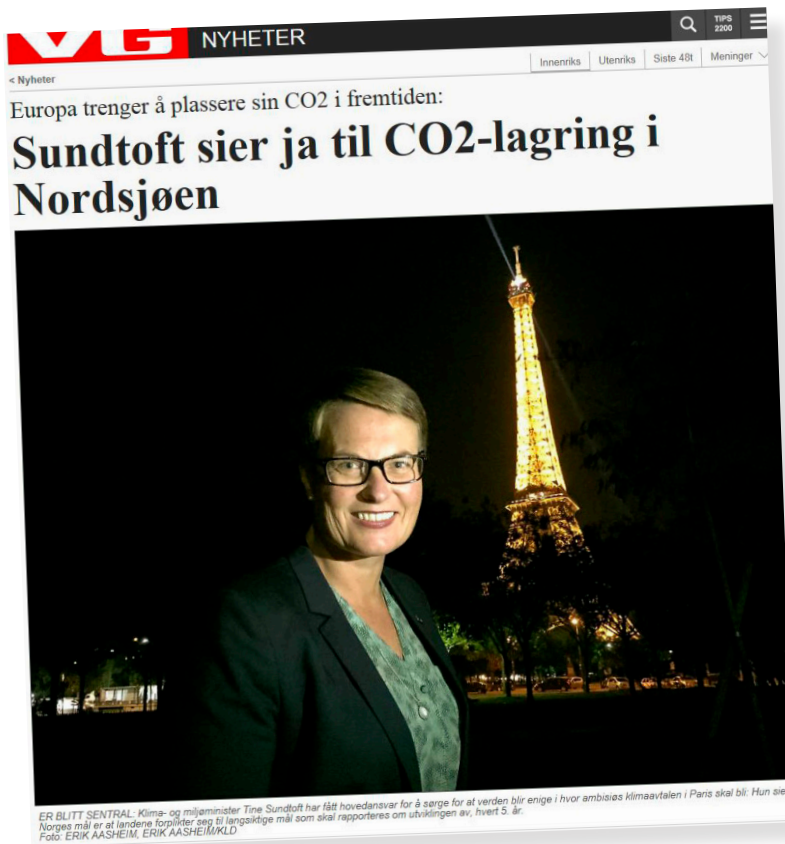 VG NYHETER
TIPS
2200
< Nyheter
Innenriks Utenriks Siste 48t Meninger
Europa trenger å plassere sin CO2 i fremtiden:
Sundtoft sier ja til CO2-lagring i
Nordsjøen
ER BLITT SENTRAL: Klima- og miljøminister Tine Sundtoft har fått hovedansvar for å sørge for at verden blir enige i hvor ambisiøs klimaavtalen i Paris skal bli: Hun sie
Norges mål er at landene forplikter seg til langsiktige mål som skal rapporteres om utviklingen av, hvert 5. år.
Foto: ERIK AASHEIM, ERIK AASHEIM/KLD